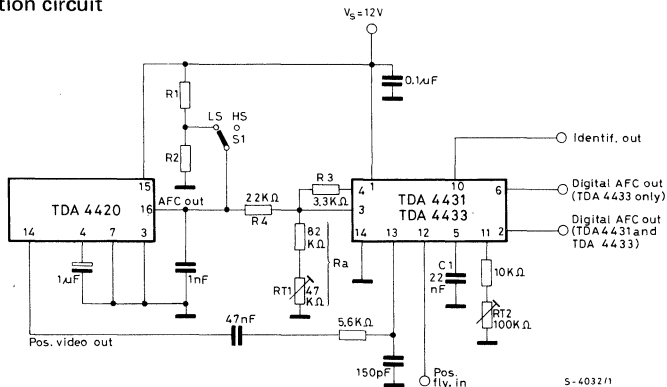 tion circuit
Vs=12V
0.1µF
R1
LS HS
S1
R2
Identif. out
15
TDA 4420
16
AFC out
14 4 7 3
22KΩ
R4
R3
3,3KΩ
4 1 10 6
TDA 4431
TDA 4433
3
14 13 12 5 11 2
Digital AFC out
(TDA 4433 only)
Digital AFC out
(TDA4431 and
TDA 4433)
1µF
1nF
82
KΩ
Ra
RT1
47
KΩ
C1
22
nF
10KΩ
RT2
100KΩ
47nF
5,6KΩ
Pos. video out
150pF
Pos.
fly. in
S-4032/1